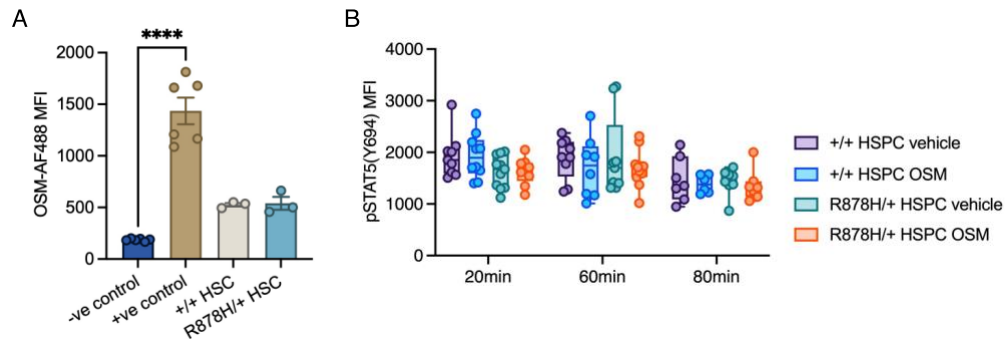 A
B
****
OSM-AF488 MFI
2000
1500
1000
500
0
-ve control
+ve control
+/+ HSC
R878H/+ HSC
pSTAT5(Y694) MFI
4000
3000
2000
1000
0
20min
60min
80min
+/+ HSPC vehicle
+/+ HSPC OSM
R878H/+ HSPC vehicle
R878H/+ HSPC OSM